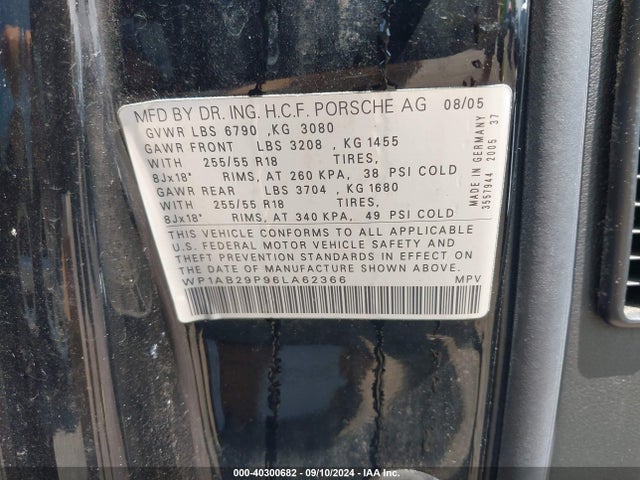 MFD BY DR. ING. H.C.F. PORSCHE AG 08/05
GVWR LBS 6790 , KG 3080
GAWR FRONT LBS 3208 , KG 1455
WITH 255/55 R18 TIRES,
8Jx18" RIMS, AT 260 KPA, 38 PSI COLD
GAWR REAR LBS 3704 , KG 1680
WITH 255/55 R18 TIRES,
8Jx18" RIMS, AT 340 KPA, 49 PSI COLD
THIS VEHICLE CONFORMS TO ALL APPLICABLE
U.S. FEDERAL MOTOR VEHICLE SAFETY AND
THEFT PREVENTION STANDARDS IN EFFECT ON
THE DATE OF MANUFACTURE SHOWN ABOVE.
WP1AB29P96LA62366 MPV
MADE IN GERMANY
3557944 2005 37
000-40300682 - 09/10/2024 - IAA Inc.